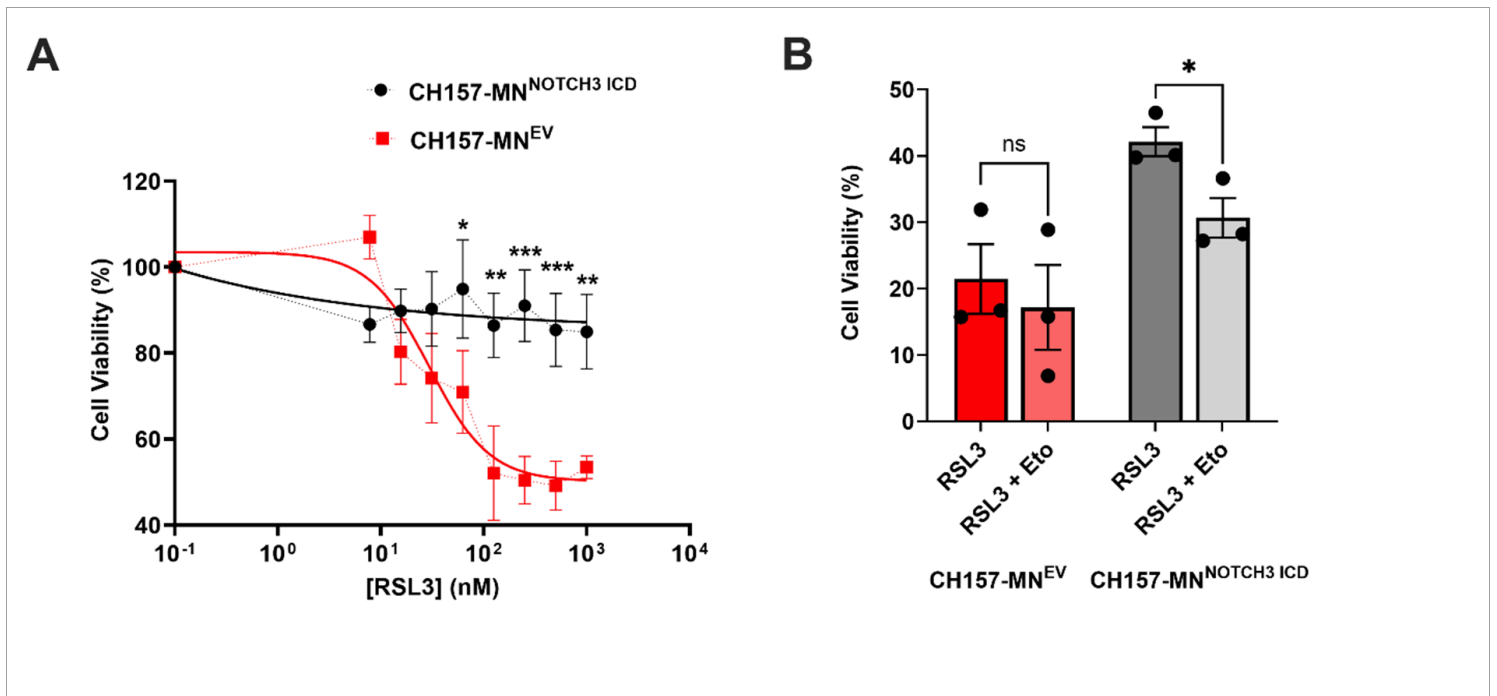 A
CH157-MN^NOTCH3 ICD
CH157-MN^EV
120
100
80
60
40
Cell Viability (%)
*
**
***
***
**
10^-1
10^0
10^1
10^2
10^3
10^4
[RSL3] (nM)
B
50
40
30
20
10
0
Cell Viability (%)
ns
*
RSL3
RSL3 + Eto
RSL3
RSL3 + Eto
CH157-MN^EV
CH157-MN^NOTCH3 ICD